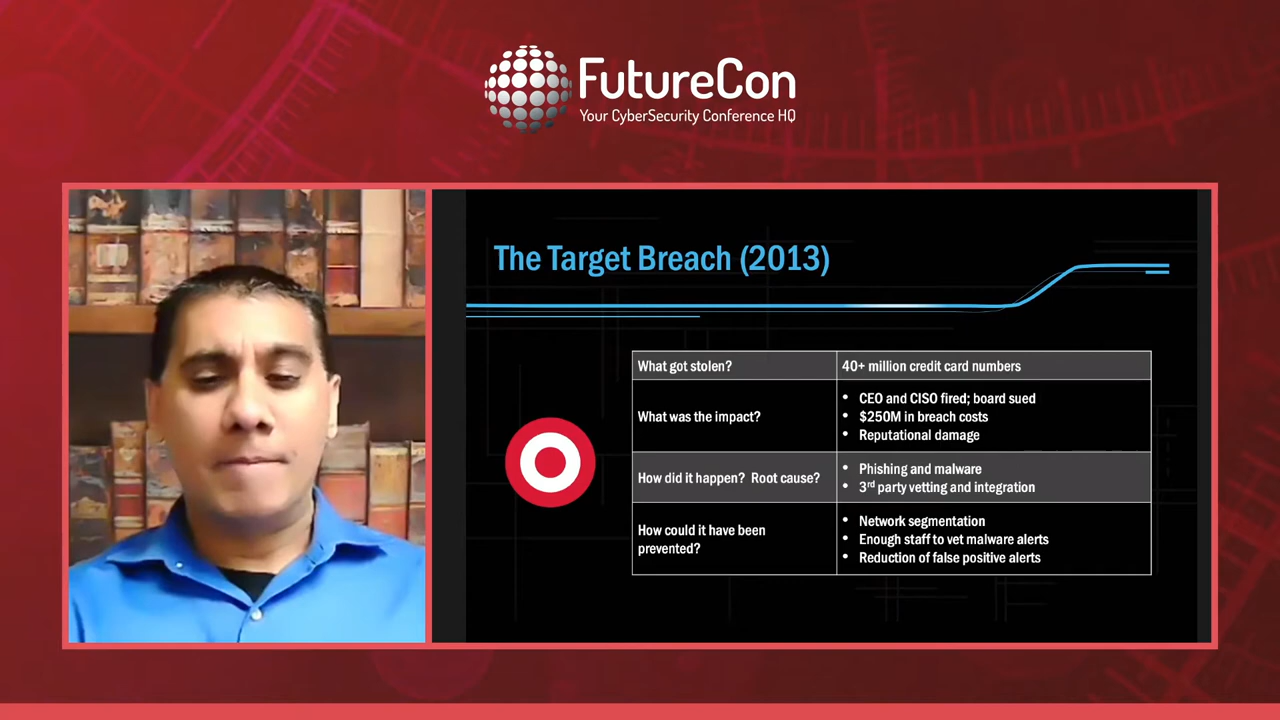 FutureCon
Your CyberSecurity Conference HQ
The Target Breach (2013)
What got stolen?
40+ million credit card numbers
What was the impact?
• CEO and CISO fired; board sued
• $250M in breach costs
• Reputational damage
How did it happen? Root cause?
• Phishing and malware
• 3rd party vetting and integration
How could it have been
prevented?
• Network segmentation
• Enough staff to vet malware alerts
• Reduction of false positive alerts